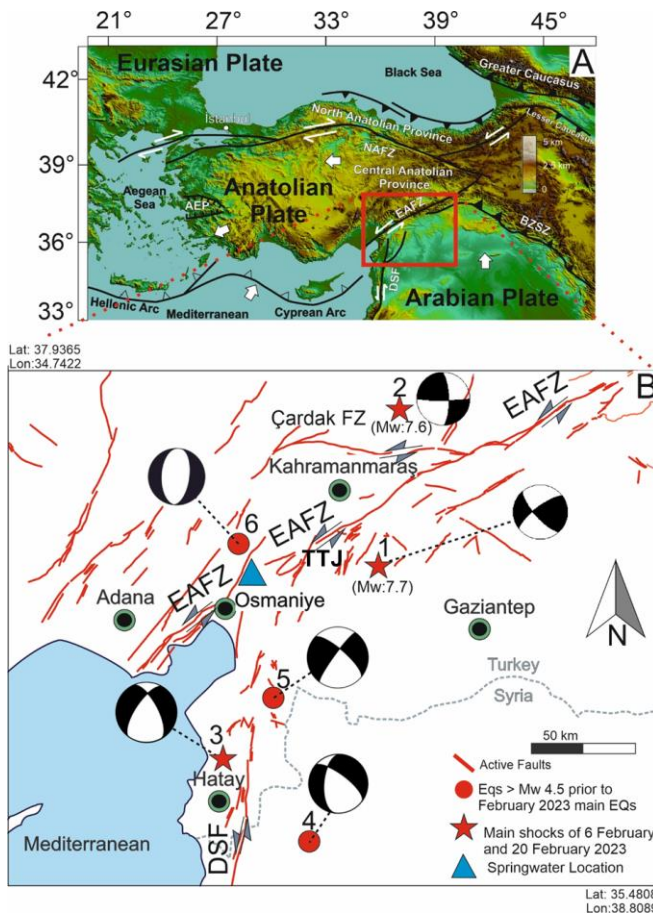 21° 27° 33° 39° 45°
A
Eurasian Plate
Black Sea
Greater Caucasus
42°
Istanbul
North Anatolian Province
Lesser Caucasus
NAFZ
5 km
2.5 km
0
39°
Central Anatolian
Province
Aegean
Sea
Anatolian
Plate
AEP
EAFZ
BZSZ
36°
DSF
Arabian Plate
33°
Hellenic Arc
Mediterranean
Cyprean Arc
Lat: 37.9365
Lon:34.7422
B
2
(Mw:7.6)
EAFZ
Çardak FZ
Kahramanmaraş
6
EAFZ
TTJ
1
(Mw:7.7)
Adana
EAFZ
Osmaniye
Gaziantep
N
5
Turkey
Syria
3
50 km
Hatay
Active Faults
Eqs > Mw 4.5 prior to
February 2023 main EQs
4
Main shocks of 6 February
and 20 February 2023
Mediterranean
DSF
Springwater Location
Lat: 35.4808
Lon:38.8089